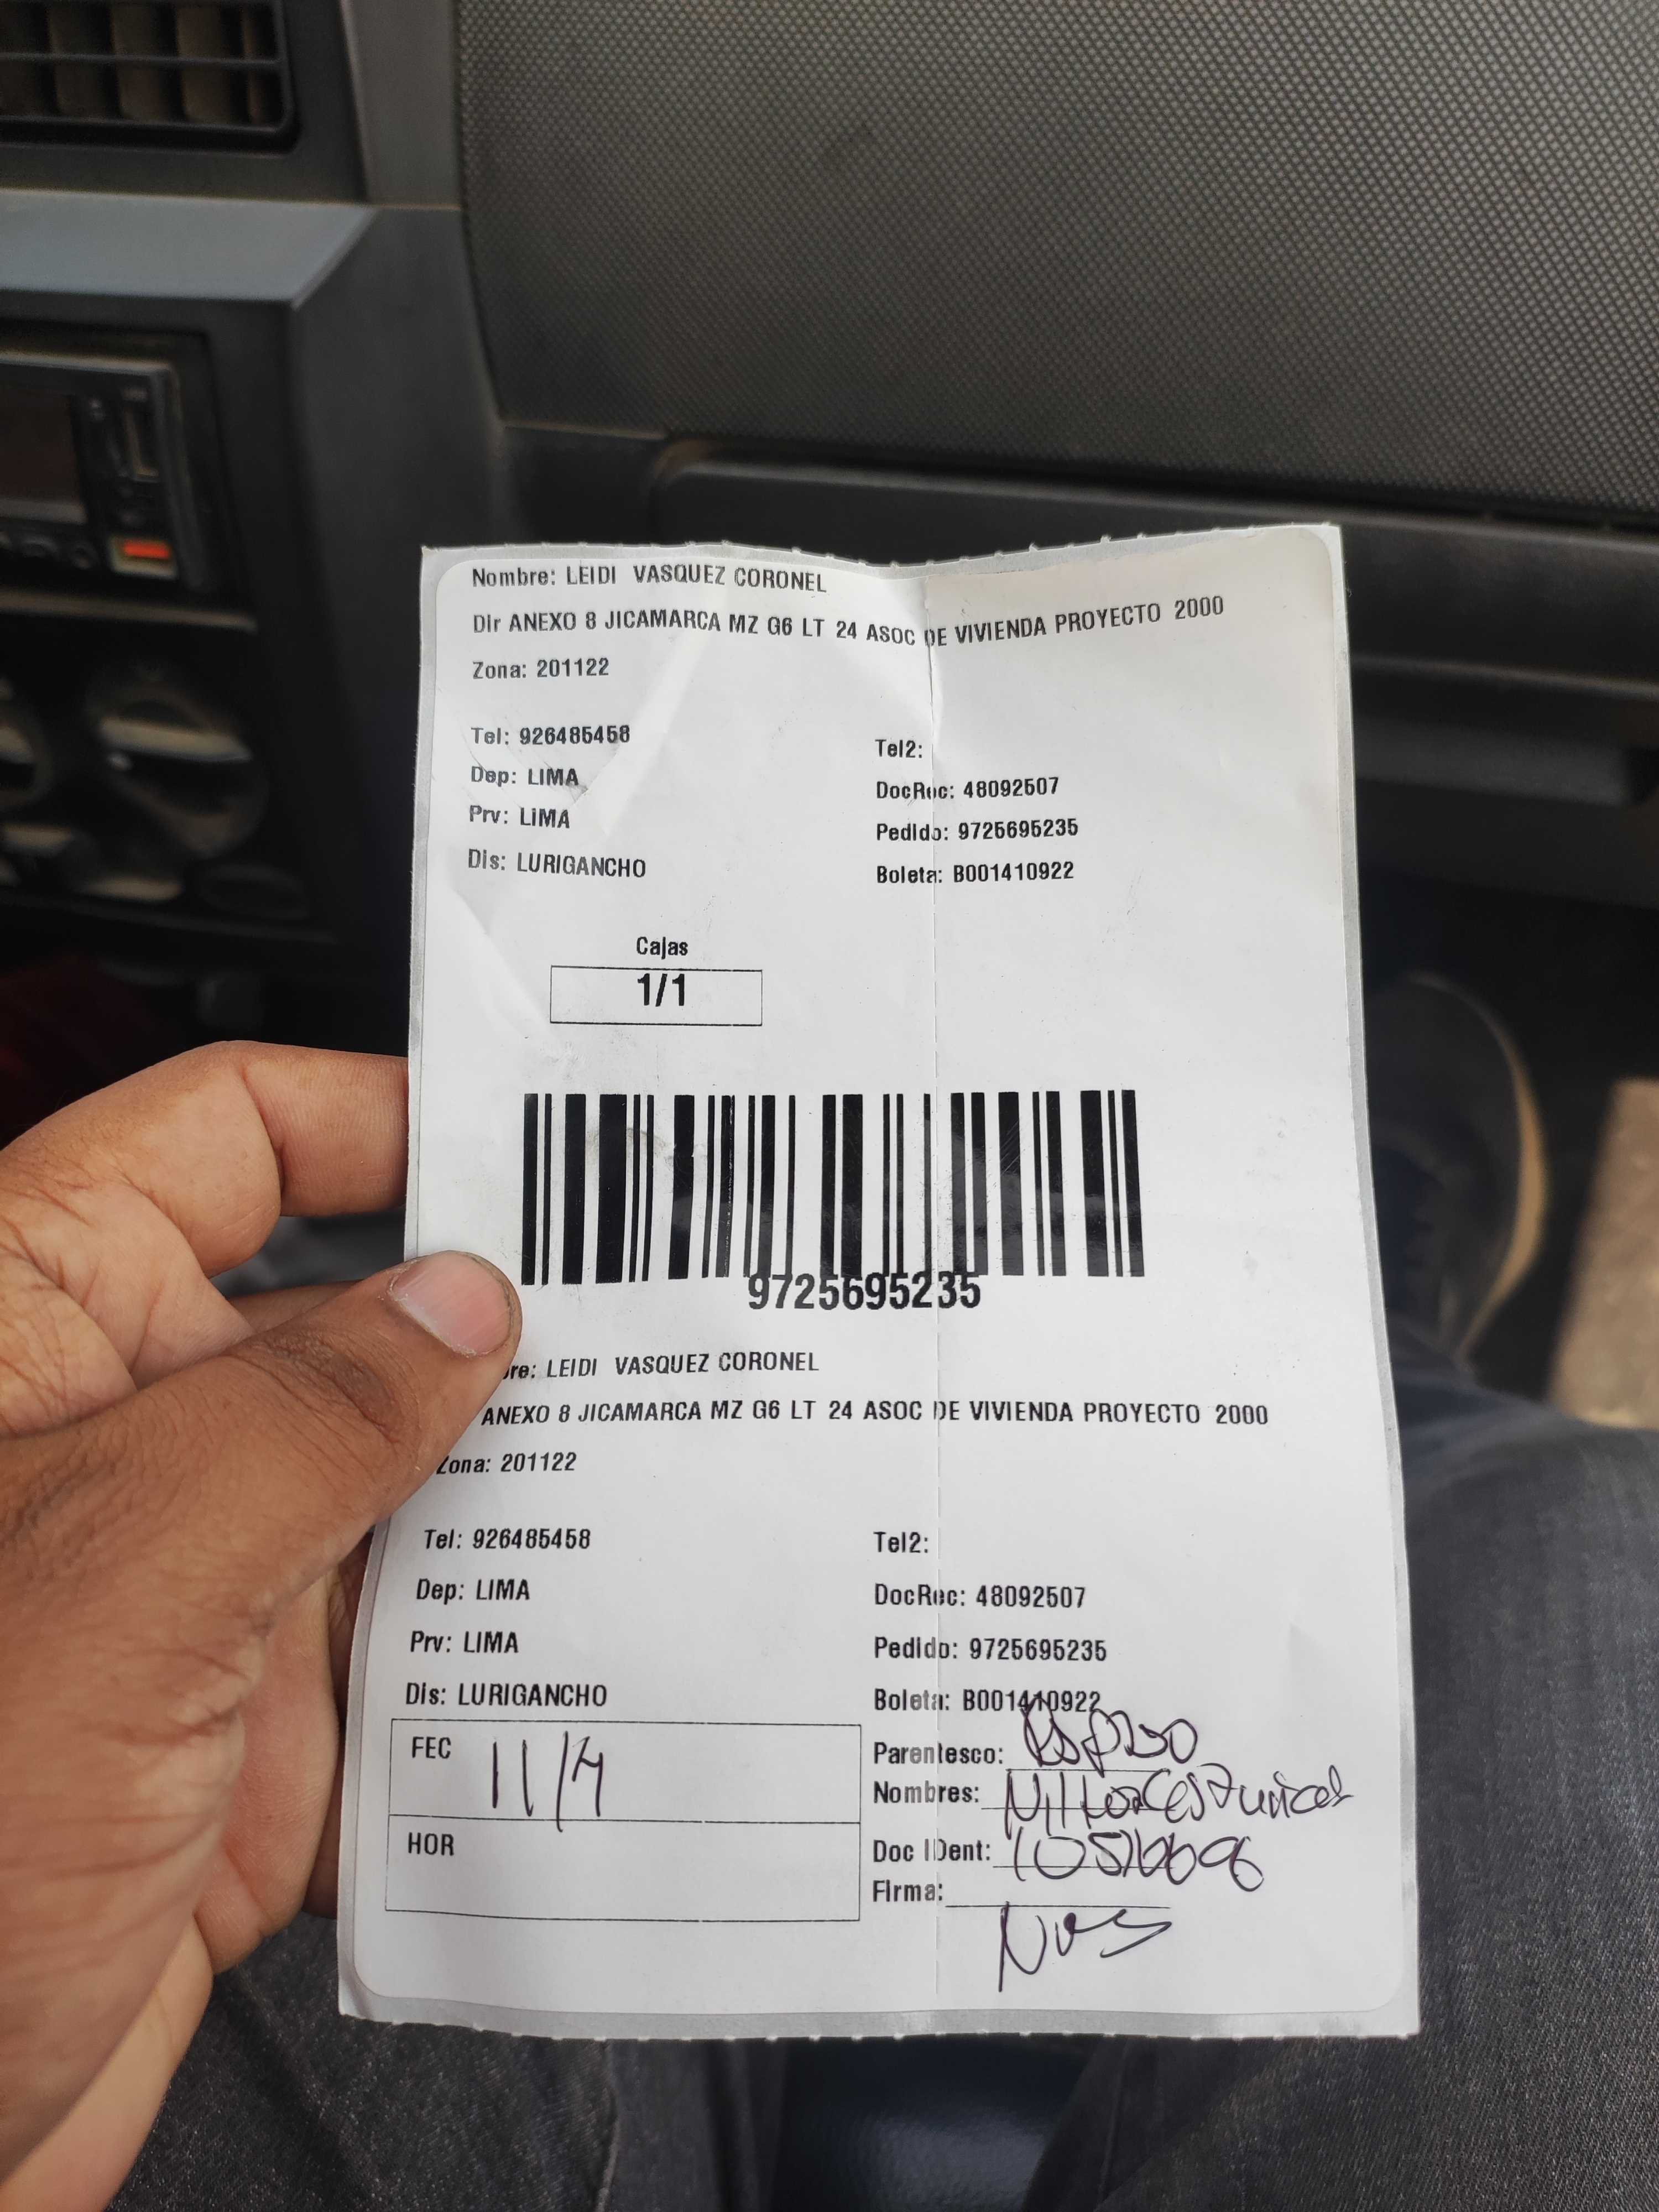 Nombre: LEIDI VASQUEZ CORONEL
Dir ANEXO 8 JICAMARCA MZ G6 LT 24 ASOC DE VIVIENDA PROYECTO 2000
Zona: 201122
Tel: 926485458
Tel2:
Dep: LIMA
DocRec: 48092507
Prv: LIMA
Pedido: 9725695235
Dis: LURIGANCHO
Boleta: B001410922
Cajas
1/1
9725695235
bre: LEIDI VASQUEZ CORONEL
ANEXO 8 JICAMARCA MZ G6 LT 24 ASOC DE VIVIENDA PROYECTO 2000
Zona: 201122
Tel: 926485458
Tel2:
Dep: LIMA
DocRec: 48092507
Prv: LIMA
Pedido: 9725695235
Dis: LURIGANCHO
Boleta: B001410922
FEC 11/4
Parentesco:
Nombres:
HOR
Doc IDent:
Firma: